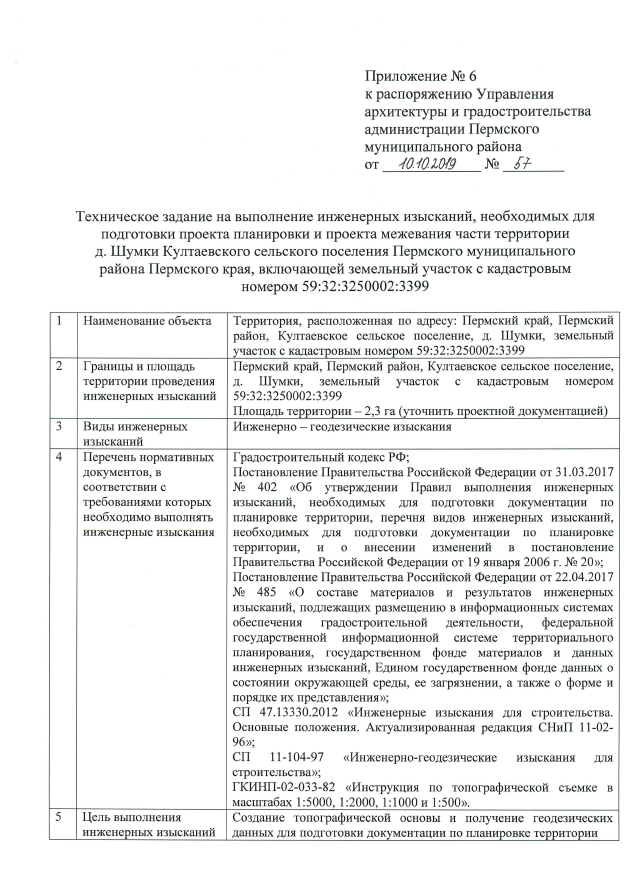 Приложение № 6
к распоряжению Управления
архитектуры и градостроительства
администрации Пермского
муниципального района
от 10.10.2019 № 57
Техническое задание на выполнение инженерных изысканий, необходимых для
подготовки проекта планировки и проекта межевания части территории
д. Шумки Култаевского сельского поселения Пермского муниципального
района Пермского края, включающей земельный участок с кадастровым
номером 59:32:3250002:3399
1 Наименование объекта
Территория, расположенная по адресу: Пермский край, Пермский
район, Култаевское сельское поселение, д. Шумки, земельный
участок с кадастровым номером 59:32:3250002:3399
2 Границы и площадь
территории проведения
инженерных изысканий
Пермский край, Пермский район, Култаевское сельское поселение,
д. Шумки, земельный участок с кадастровым номером
59:32:3250002:3399
Площадь территории – 2,3 га (уточнить проектной документацией)
3 Виды инженерных
изысканий
Инженерно – геодезические изыскания
4 Перечень нормативных
документов, в
соответствии с
требованиями которых
необходимо выполнять
инженерные изыскания
Градостроительный кодекс РФ;
Постановление Правительства Российской Федерации от 31.03.2017
№ 402 «Об утверждении Правил выполнения инженерных
изысканий, необходимых для подготовки документации по
планировке территории, перечня видов инженерных изысканий,
необходимых для подготовки документации по планировке
территории, и о внесении изменений в постановление
Правительства Российской Федерации от 19 января 2006 г. № 20»;
Постановление Правительства Российской Федерации от 22.04.2017
№ 485 «О составе материалов и результатов инженерных
изысканий, подлежащих размещению в информационных системах
обеспечения градостроительной деятельности, федеральной
государственной информационной системе территориального
планирования, государственном фонде материалов и данных
инженерных изысканий, Едином государственном фонде данных о
состоянии окружающей среды, ее загрязнении, а также о форме и
порядке их представления»;
СП 47.13330.2012 «Инженерные изыскания для строительства.
Основные положения. Актуализированная редакция СНиП 11-02-
96»;
СП 11-104-97 «Инженерно-геодезические изыскания для
строительства»;
ГКИНП-02-033-82 «Инструкция по топографической съемке в
масштабах 1:5000, 1:2000, 1:1000 и 1:500».
5 Цель выполнения
инженерных изысканий
Создание топографической основы и получение геодезических
данных для подготовки документации по планировке территории